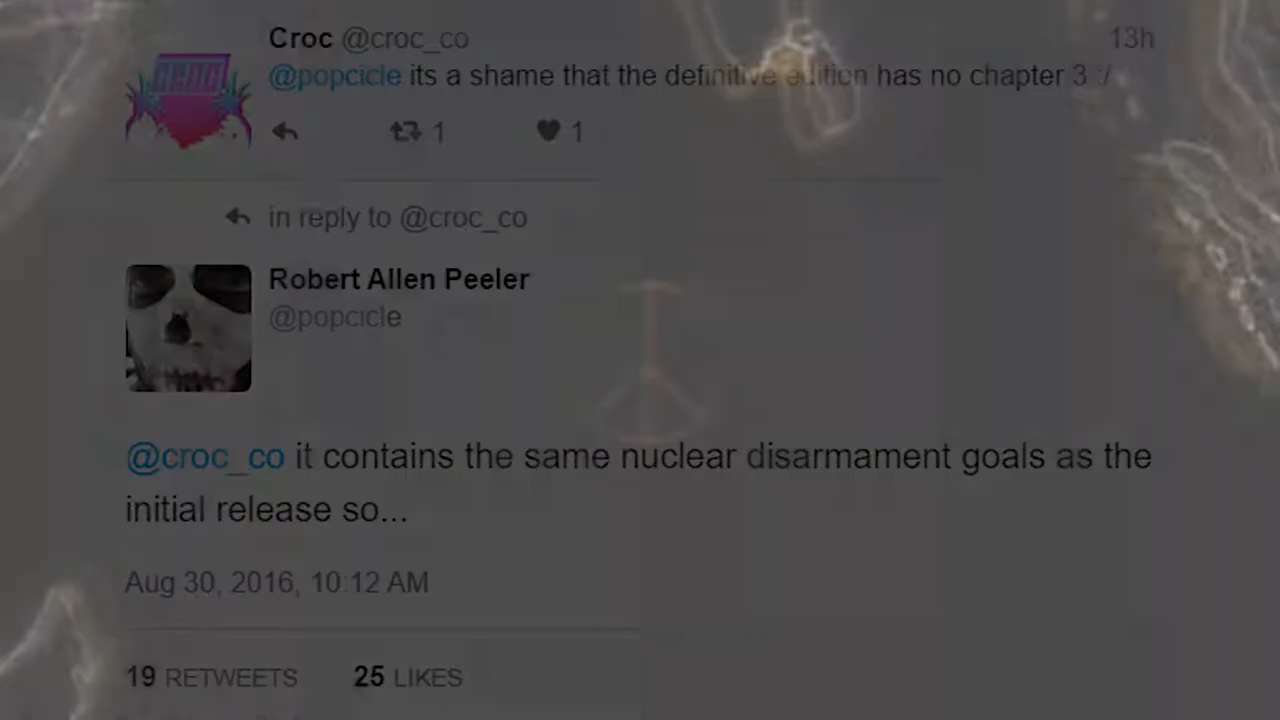 Croc @croc_co 13h
@popcicle its a shame that the definitive edition has no chapter 3 :/
1 1
in reply to @croc_co
Robert Allen Peeler
@popcicle
@croc_co it contains the same nuclear disarmament goals as the
initial release so...
Aug 30, 2016, 10:12 AM
19 RETWEETS 25 LIKES